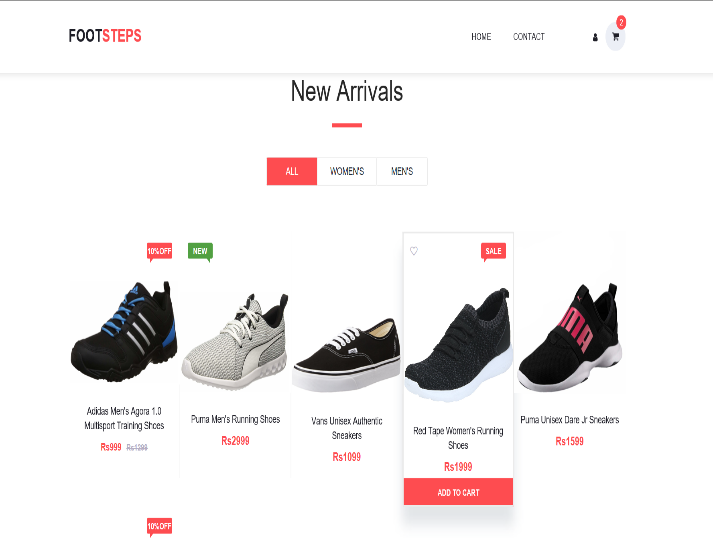 FOOTSTEPS
HOME
CONTACT
2
New Arrivals
ALL
WOMEN'S
MEN'S
10%OFF
NEW
SALE
Adidas Men's Agora 1.0
Multisport Training Shoes
Rs999 Rs1299
Puma Men's Running Shoes
Rs2999
VANS
Vans Unisex Authentic
Sneakers
Rs1099
Red Tape Women's Running
Shoes
Rs1999
ADD TO CART
PUMA
Puma Unisex Dare Jr Sneakers
Rs1599
10%OFF